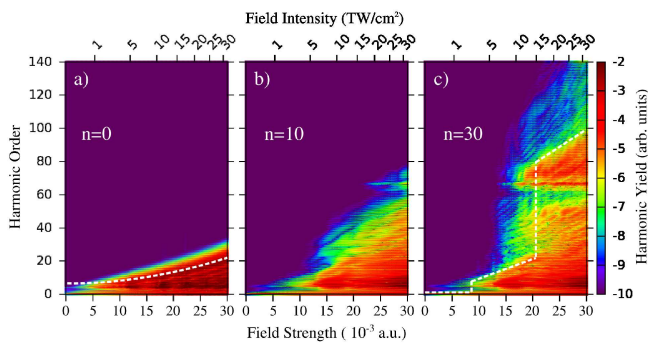 Field Intensity (TW/cm²)
1 5 10 15 20 25 30 1 5 10 15 20 25 30 1 5 10 15 20 25 30
140
120
100
80
60
40
20
0
Harmonic Order
a) b) c)
n=0 n=10 n=30
-2
-3
-4
-5
-6
-7
-8
-9
-10
Harmonic Yield (arb. units)
0 5 10 15 20 25 30 0 5 10 15 20 25 30 0 5 10 15 20 25 30
Field Strength ( 10⁻³ a.u.)